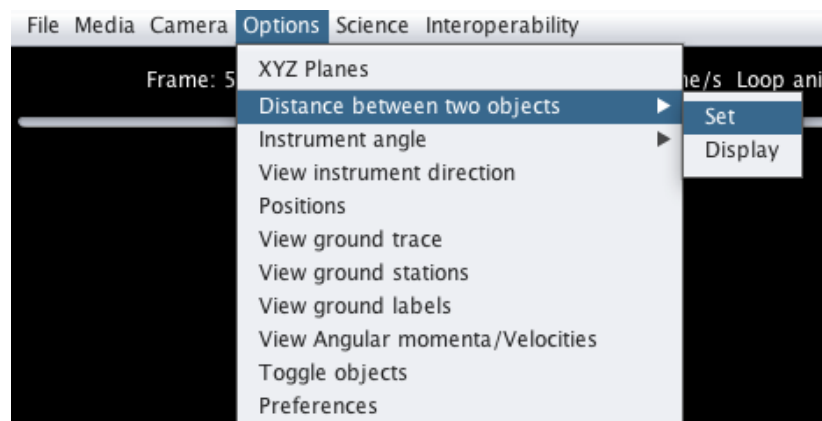 File Media Camera Options Science Interoperability
XYZ Planes
Frame: 5
Loop ani
Distance between two objects
Set
Instrument angle
Display
View instrument direction
Positions
View ground trace
View ground stations
View ground labels
View Angular momenta/Velocities
Toggle objects
Preferences